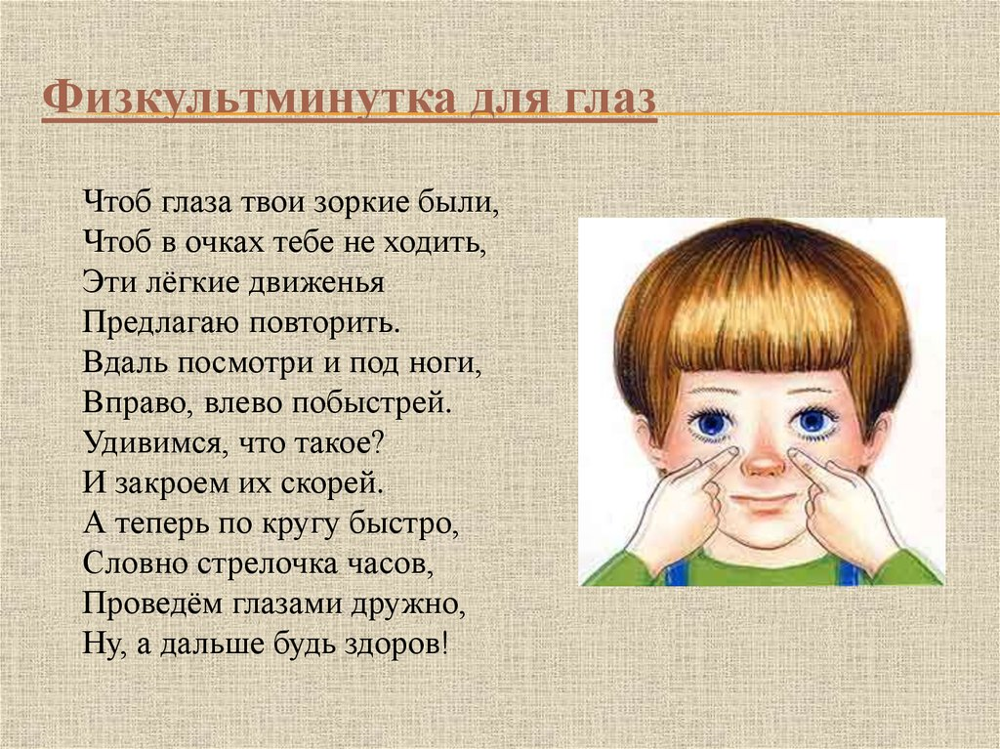 Физкультминутка для глаз
Чтоб глаза твои зоркие были,
Чтоб в очках тебе не ходить,
Эти лёгкие движенья
Предлагаю повторить.
Вдаль посмотри и под ноги,
Вправо, влево побыстрей.
Удивимся, что такое?
И закроем их скорей.
А теперь по кругу быстро,
Словно стрелочка часов,
Проведём глазами дружно,
Ну, а дальше будь здоров!